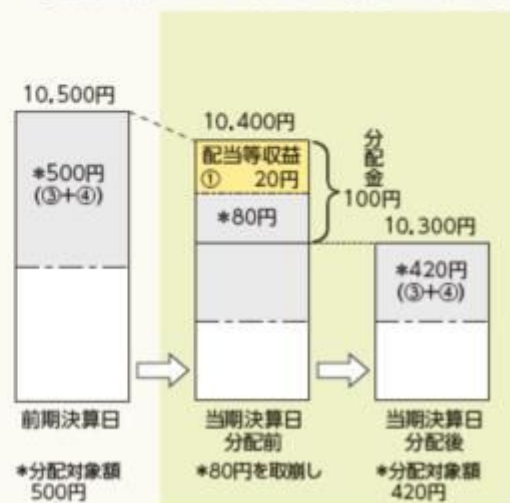 10,500円
*500円
(③+④)
前期決算日
*分配対象額
500円
10,400円
配当等収益
① 20円
*80円
分配金
100円
当期決算日
分配前
*80円を取崩し
10,300円
*420円
(③+④)
当期決算日
分配後
*分配対象額
420円